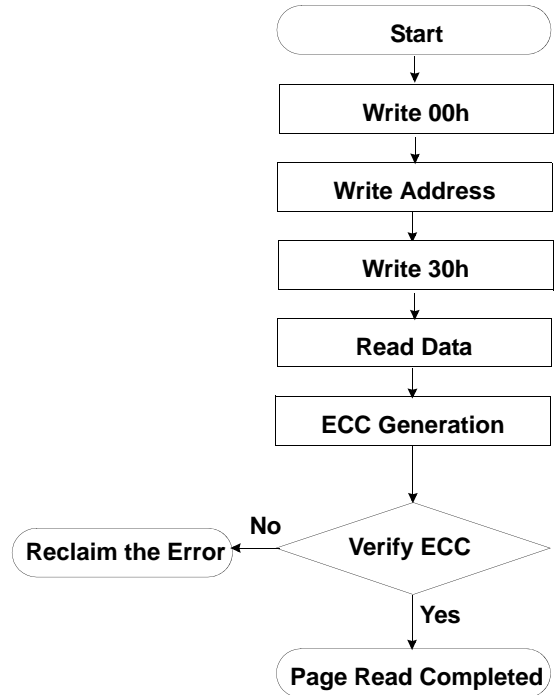 Start
Write 00h
Write Address
Write 30h
Read Data
ECC Generation
No
Reclaim the Error
Verify ECC
Yes
Page Read Completed